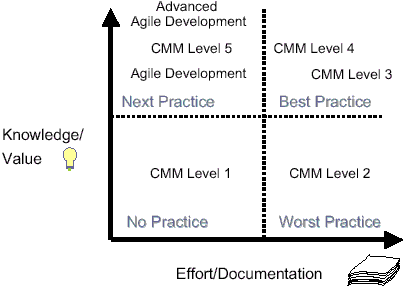 Advanced
Agile Development
CMM Level 5
CMM Level 4
Agile Development
CMM Level 3
Next Practice
Best Practice
Knowledge/
Value
CMM Level 1
CMM Level 2
No Practice
Worst Practice
Effort/Documentation